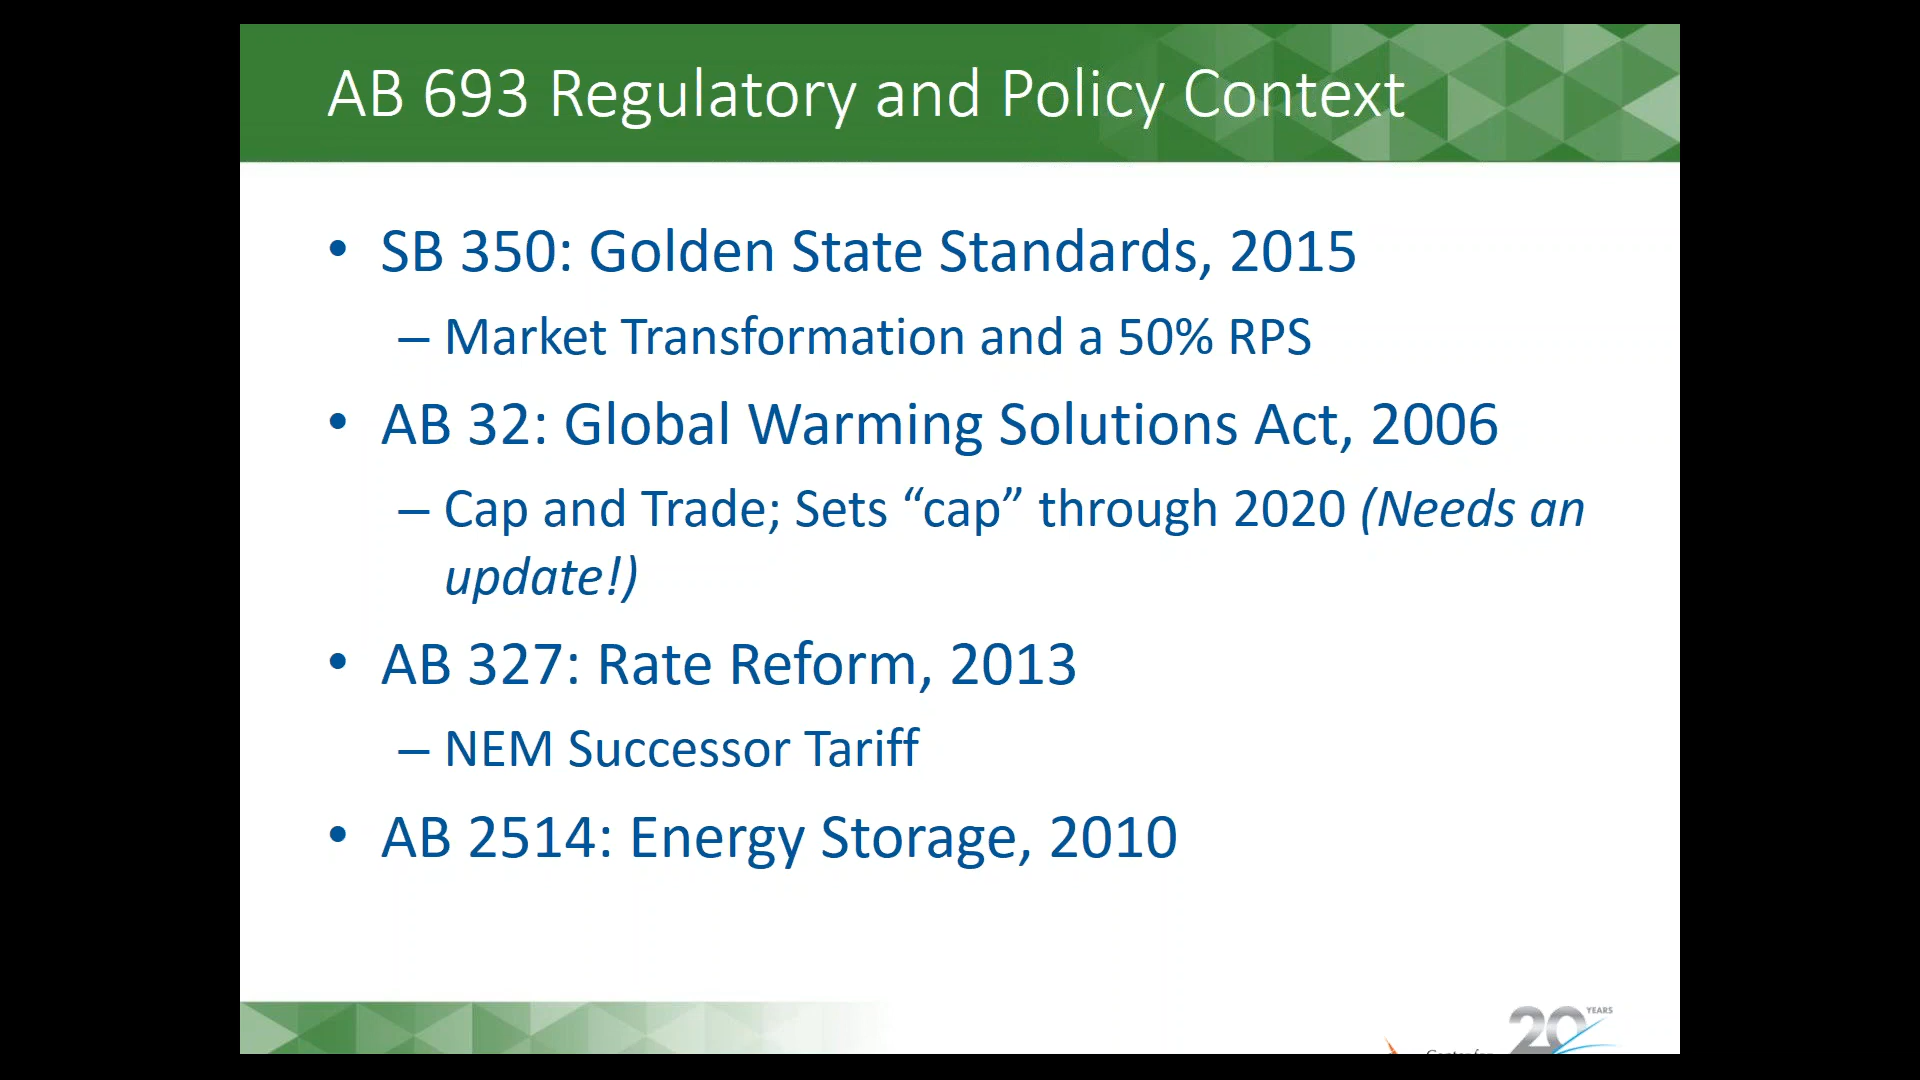 AB 693 Regulatory and Policy Context
• SB 350: Golden State Standards, 2015
– Market Transformation and a 50% RPS
• AB 32: Global Warming Solutions Act, 2006
– Cap and Trade; Sets “cap” through 2020 (Needs an
update!)
• AB 327: Rate Reform, 2013
– NEM Successor Tariff
• AB 2514: Energy Storage, 2010
20 YEARS
Center for